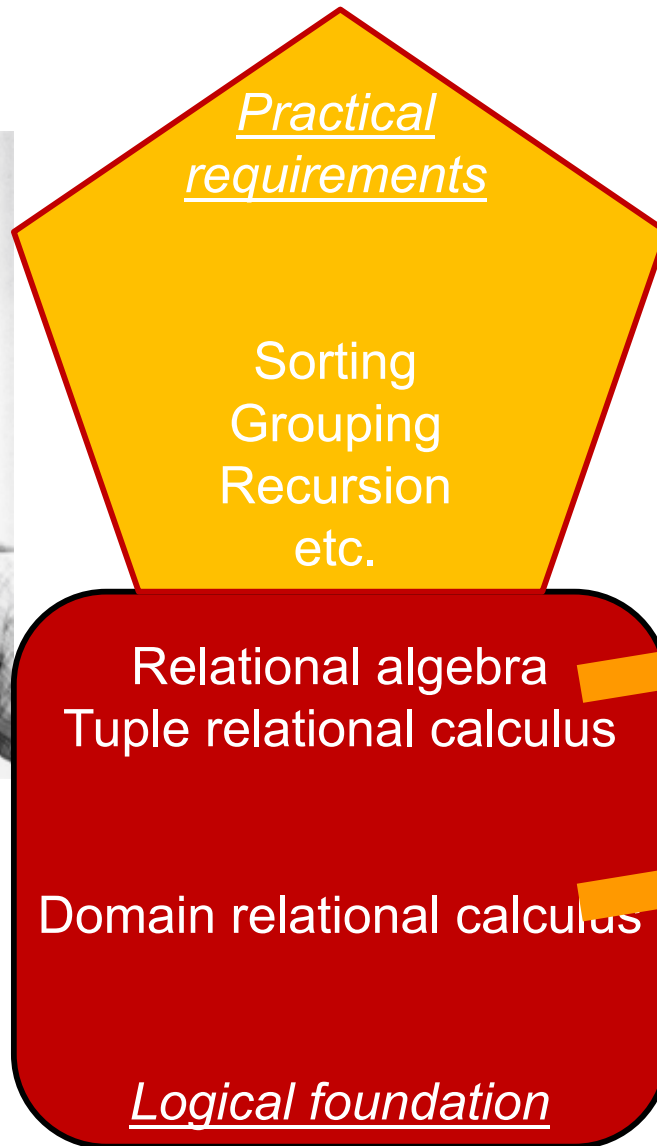 Practical
requirements
Sorting
Grouping
Recursion
etc.
Relational algebra
Tuple relational calculus
Domain relational calculus
Logical foundation